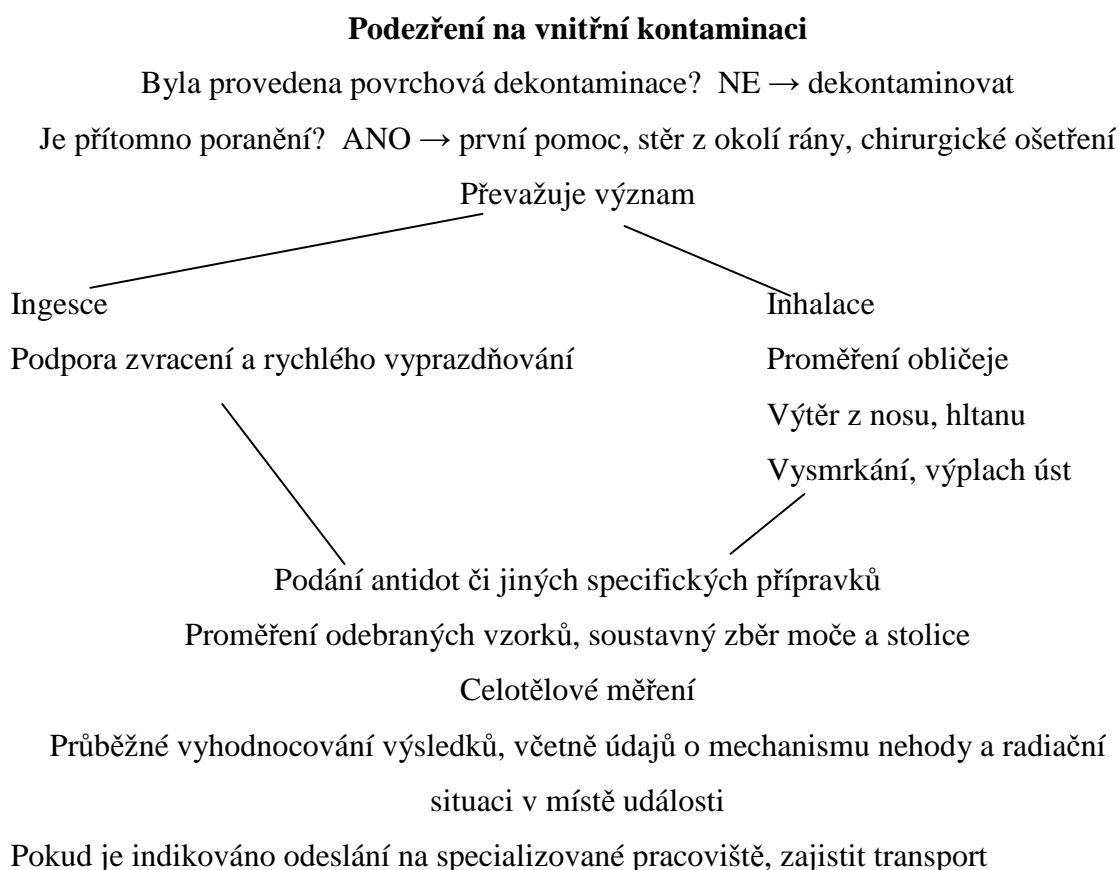 Podezření na vnitřní kontaminaci
Byla provedena povrchová dekontaminace?  NE → dekontaminovat
Je přítomno poranění?  ANO → první pomoc, stěr z okolí rány, chirurgické ošetření
Převažuje význam
Ingesce
Podpora zvracení a rychlého vyprazdňování
Inhalace
Proměření obličeje
Výtěr z nosu, hltanu
Vysmrkání, výplach úst
Podání antidot či jiných specifických přípravků
Proměření odebraných vzorků, soustavný zběr moče a stolice
Celotělové měření
Průběžné vyhodnocování výsledků, včetně údajů o mechanismu nehody a radiační
situaci v místě události
Pokud je indikováno odeslání na specializované pracoviště, zajistit transport